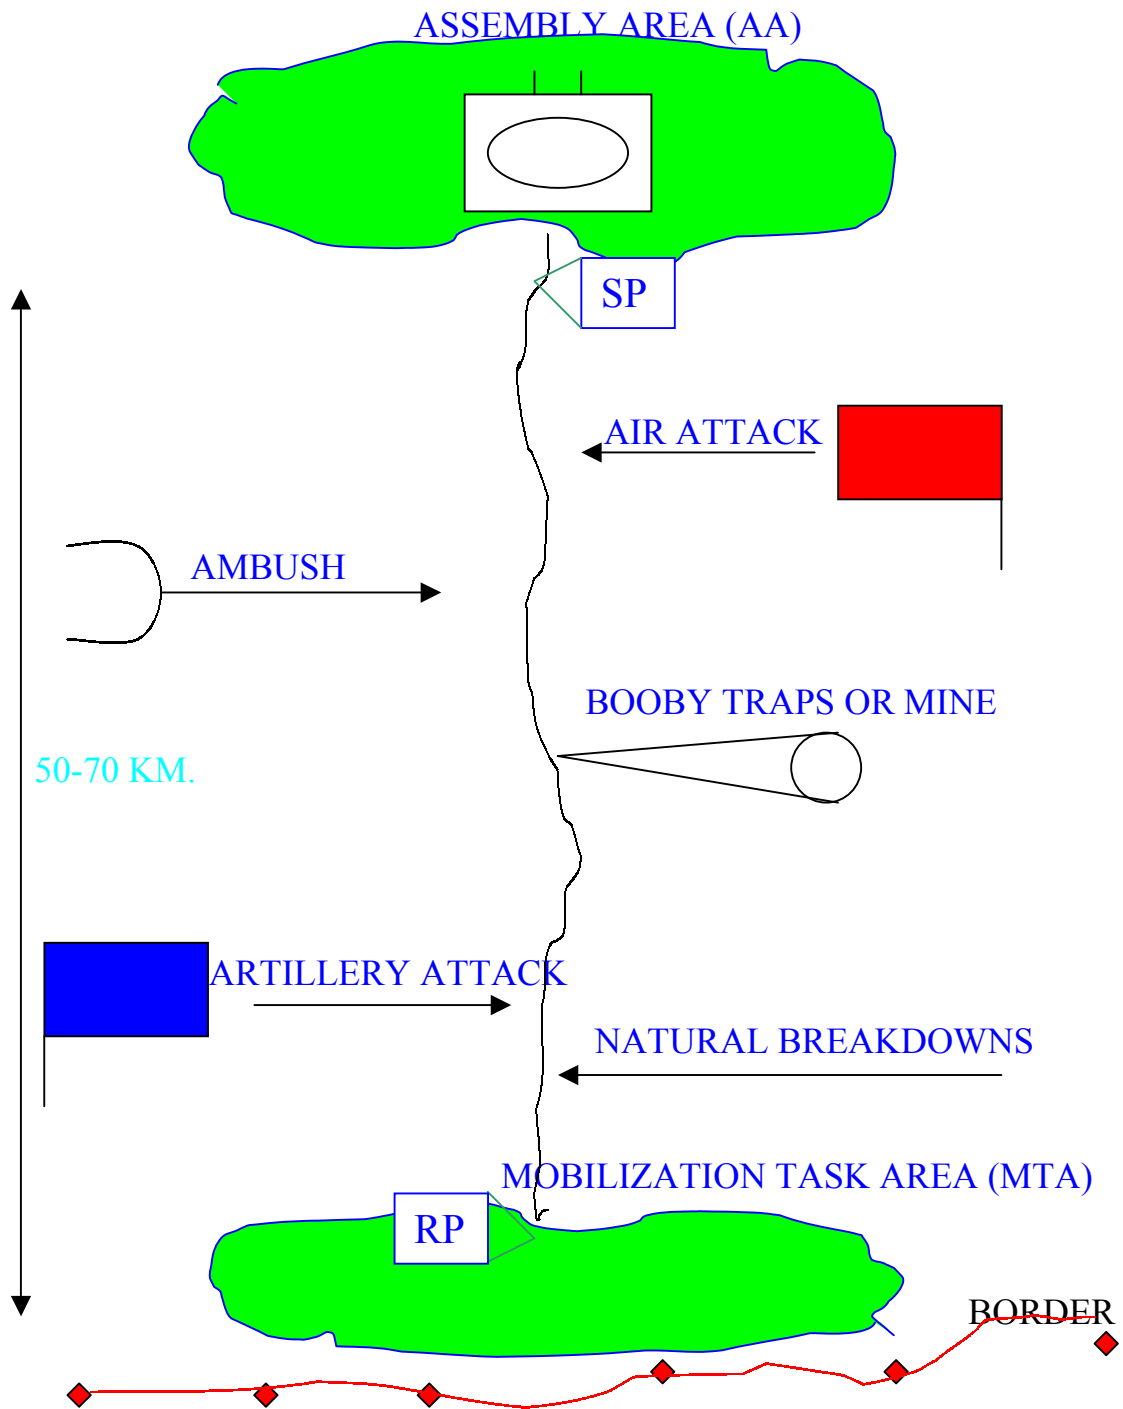 ASSEMBLY AREA (AA)
SP
AIR ATTACK
AMBUSH
BOOBY TRAPS OR MINE
50-70 KM.
ARTILLERY ATTACK
NATURAL BREAKDOWNS
MOBILIZATION TASK AREA (MTA)
RP
BORDER